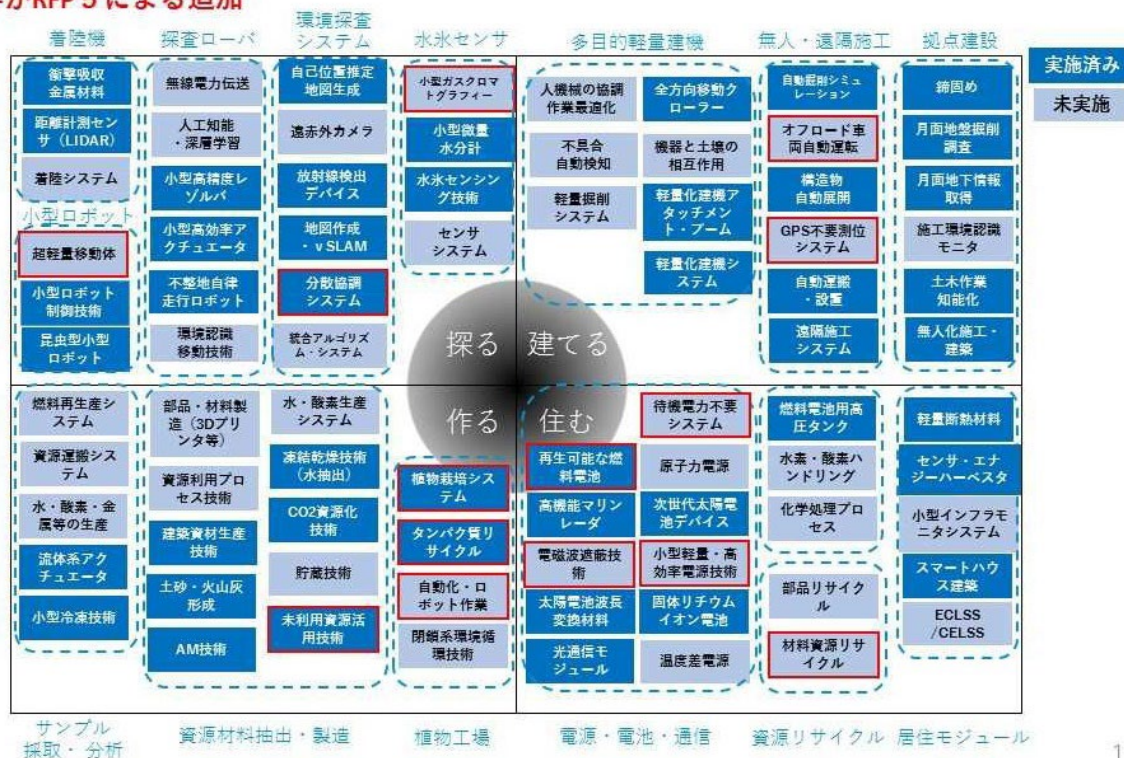 がRFP5による追加
着陸機
探査ローバ
環境探査
システム
水氷センサ
多目的軽量建機
無人・遠隔施工
拠点建設
実施済み
未実施
衝撃吸収
金属材料
距離計測セン
サ（LIDAR）
着陸システム
小型ロボット
超軽量移動体
小型ロボット
制御技術
昆虫型小型
ロボット
無線電力伝送
人工知能
・深層学習
小型高精度レ
ゾルバ
小型高効率ア
クチュエータ
不整地自律
走行ロボット
環境認識
移動技術
自己位置推定
地図生成
遠赤外カメラ
放射線検出
デバイス
地図作成
・vSLAM
分散協調
システム
統合アルゴリズ
ム・システム
小型ガスクロマ
トグラフィー
小型微量
水分計
水氷センシン
グ技術
センサ
システム
人機械の協調
作業最適化
不具合
自動検知
軽量掘削
システム
全方向移動ク
ローラー
機器と土壌の
相互作用
軽量化建機ア
タッチメン
ト・ブーム
軽量化建機シ
ステム
自動掘削シミュ
レーション
オフロード車
両自動運転
構造物
自動展開
GPS不要測位
システム
自動運搬
・設置
遠隔施工
システム
締固め
月面地盤掘削
調査
月面地下情報
取得
施工環境認識
モニタ
土木作業
知能化
無人化施工・
建築
探る
建てる
作る
住む
燃料再生産シ
ステム
資源運搬シス
テム
水・酸素・金
属等の生産
流体系アク
チュエータ
小型冷凍技術
部品・材料製
造（3Dプリ
ンタ等）
資源利用プロ
セス技術
建築資材生産
技術
土砂・火山灰
形成
AM技術
水・酸素生産
システム
凍結乾燥技術
（水抽出）
CO2資源化
技術
貯蔵技術
未利用資源活
用技術
植物栽培シス
テム
タンパク質リ
サイクル
自動化・ロ
ボット作業
閉鎖系環境循
環技術
再生可能な燃
料電池
高機能マリン
レーダ
電磁波遮蔽技
術
太陽電池波長
変換材料
光通信モ
ジュール
待機電力不要
システム
原子力電源
次世代太陽電
池デバイス
小型軽量・高
効率電源技術
固体リチウム
イオン電池
温度差電源
燃料電池用高
圧タンク
水素・酸素ハ
ンドリング
化学処理プロ
セス
部品リサイク
ル
材料資源リサ
イクル
軽量断熱材料
センサ・エナ
ジーハーベスタ
小型インフラモ
ニタシステム
スマートハウ
ス建築
ECLSS
/CELSS
サンプル
採取・分析
資源材料抽出・製造
植物工場
電源・電池・通信
資源リサイクル
居住モジュール
1